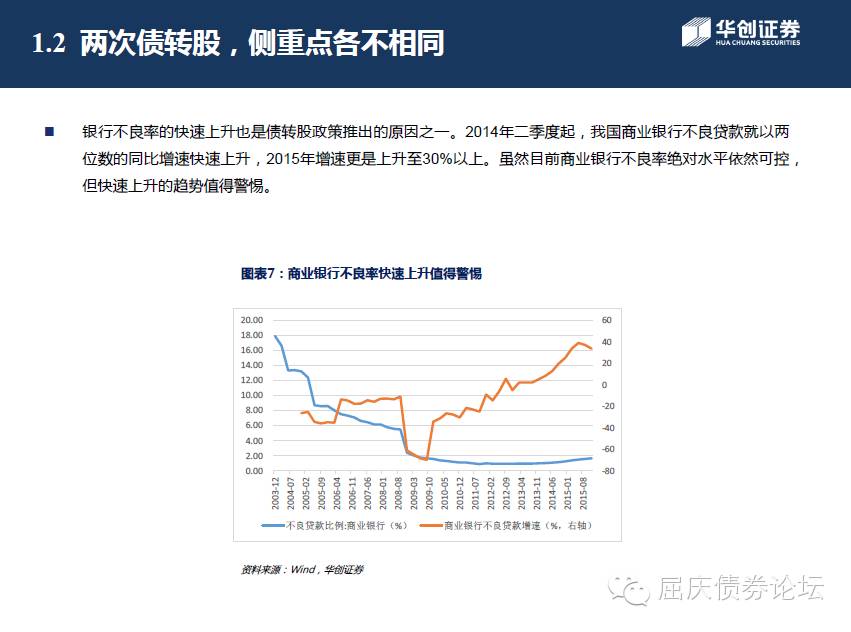 1.2 两次债转股，侧重点各不相同
华创证券
HUA CHUANG SECURITIES
■ 银行不良率的快速上升也是债转股政策推出的原因之一。2014年二季度起，我国商业银行不良贷款就以两
位数的同比增速快速上升，2015年增速更是上升至30%以上。虽然目前商业银行不良率绝对水平依然可控，
但快速上升的趋势值得警惕。
图表7：商业银行不良率快速上升值得警惕
20.00 60
18.00
16.00 40
14.00 20
12.00 0
10.00
8.00 -20
6.00 -40
4.00
2.00 -60
0.00 -80
2003-12 2004-07 2005-02 2005-09 2006-04 2006-11 2007-06 2008-01 2008-08 2009-03 2009-10 2010-05 2010-12 2011-07 2012-02 2012-09 2013-04 2013-11 2014-06 2015-01 2015-08
不良贷款比例:商业银行（%） 商业银行不良贷款增速（%，右轴）
资料来源：Wind，华创证券
屈庆债券论坛